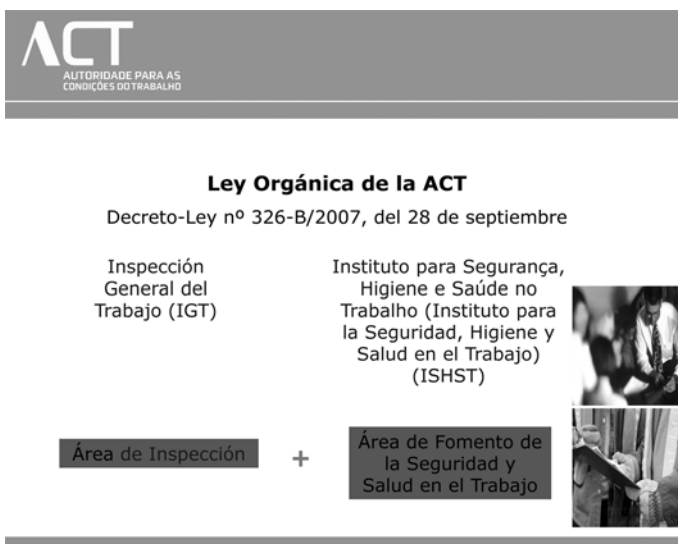 ACT
AUTORIDADE PARA AS
CONDIÇÕES DO TRABALHO
Ley Orgánica de la ACT
Decreto-Ley nº 326-B/2007, del 28 de septiembre
Inspección
General del
Trabajo (IGT)
Instituto para Segurança,
Higiene e Saúde no
Trabalho (Instituto para
la Seguridad, Higiene y
Salud en el Trabajo)
(ISHST)
Área de Inspección
+
Área de Fomento de
la Seguridad y
Salud en el Trabajo